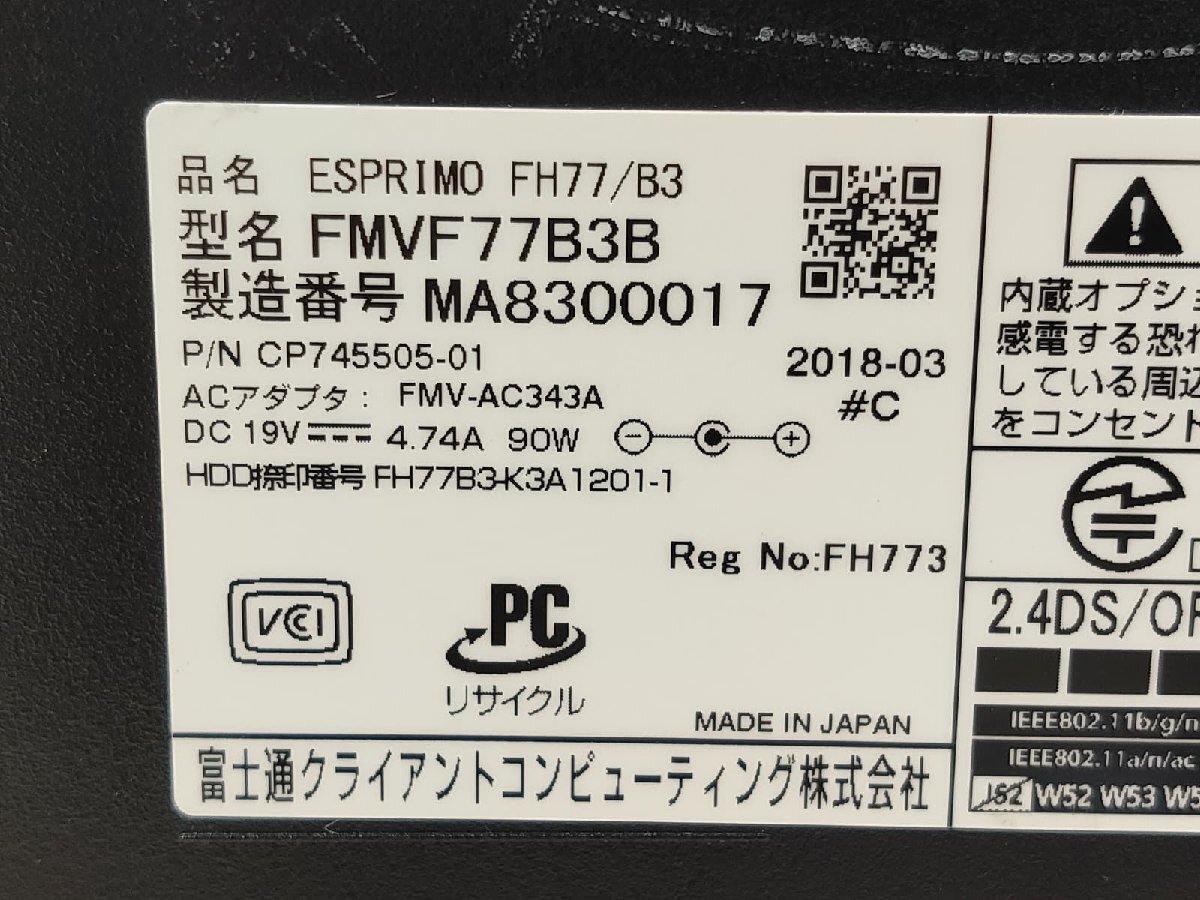 品名 ESPRIMO FH77/B3
型名 FMVF77B3B
製造番号 MA8300017
P/N CP745505-01
2018-03
ACアダプタ: FMV-AC343A
#C
DC 19V 4.74A 90W
HDD捺印番号 FH77B3-K3A1201-1
Reg No:FH773
VCCI
PC
リサイクル
MADE IN JAPAN
富士通クライアントコンピューティング株式会社
内蔵オプショ
感電する恐れ
している周辺
をコンセント
2.4DS/OF
IEEE802.11b/g/n
IEEE802.11a/n/ac
J52 W52 W53 W5